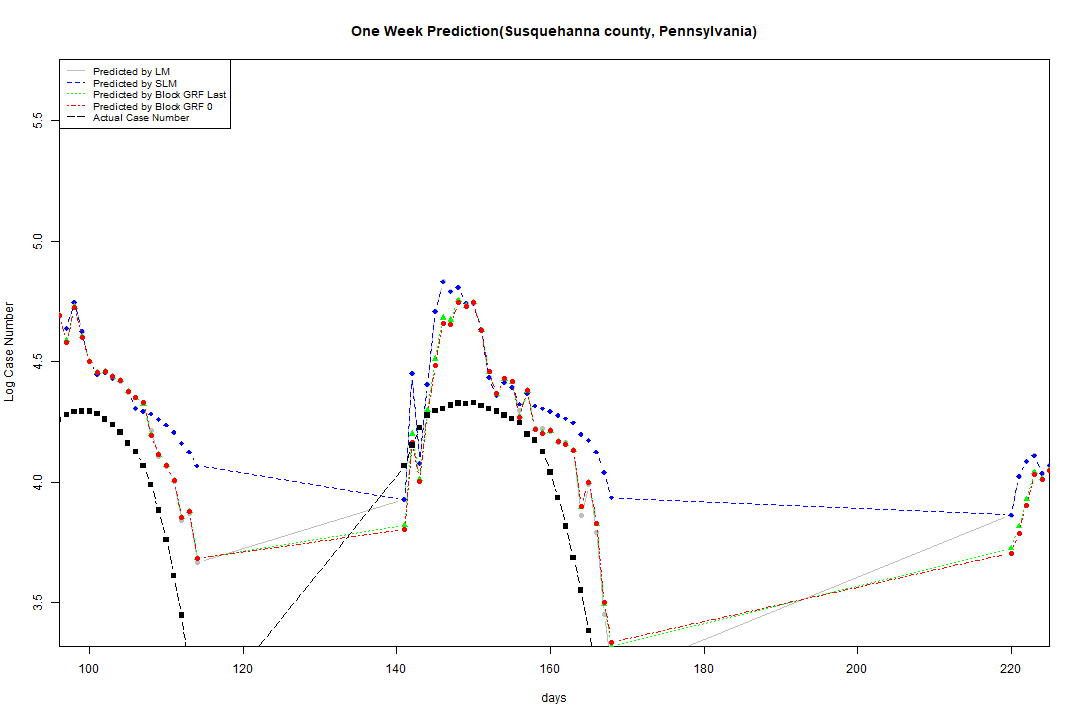 One Week Prediction(Susquehanna county, Pennsylvania)
Predicted by LM
Predicted by SLM
Predicted by Block GRF Last
Predicted by Block GRF 0
Actual Case Number
5.5
5.0
4.5
4.0
3.5
Log Case Number
100 120 140 160 180 200 220
days